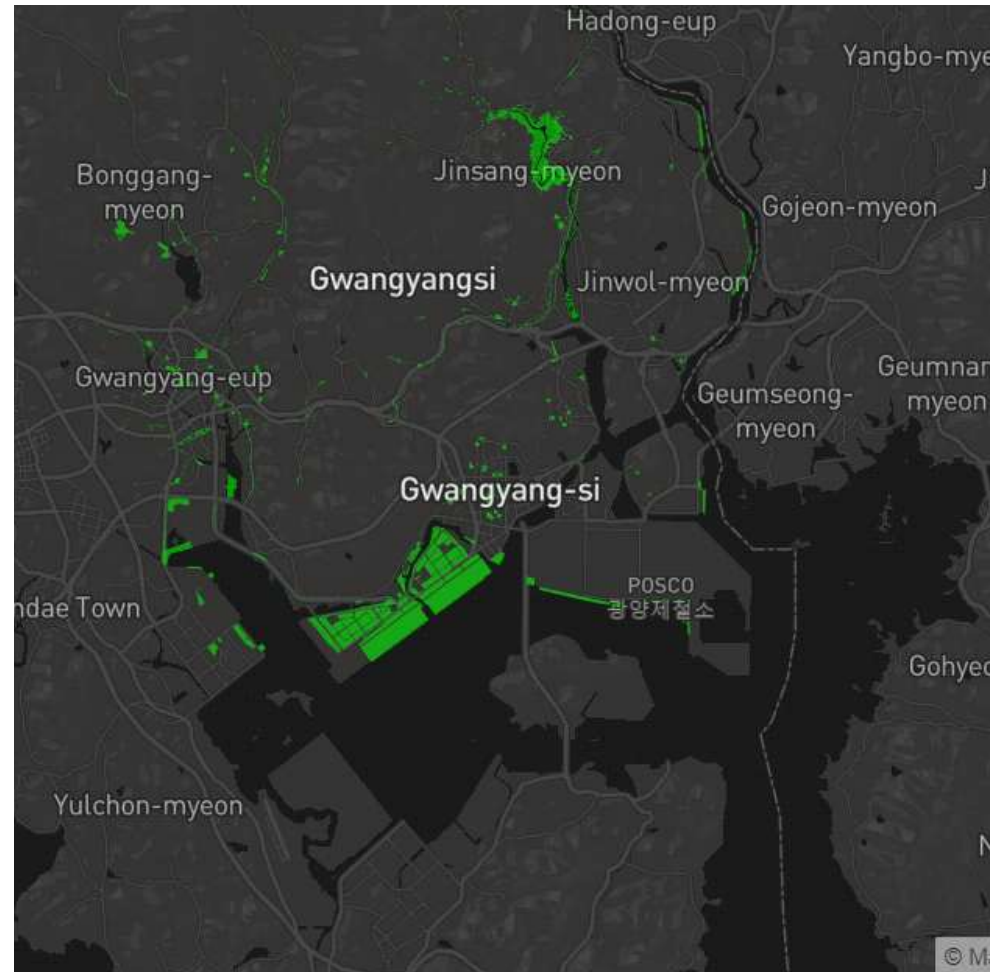 Hadong-eup
Yangbo-mye
Bonggang-
myeon
Jinsang-myeon
J
Gojeon-myeon
Gwangyangsi
Jinwol-myeon
Gwangyang-eup
Geumnan
myeon
Geumseong-
myeon
Gwangyang-si
ndae Town
POSCO
광양제철소
Gohyeo
Yulchon-myeon
N
© Ma